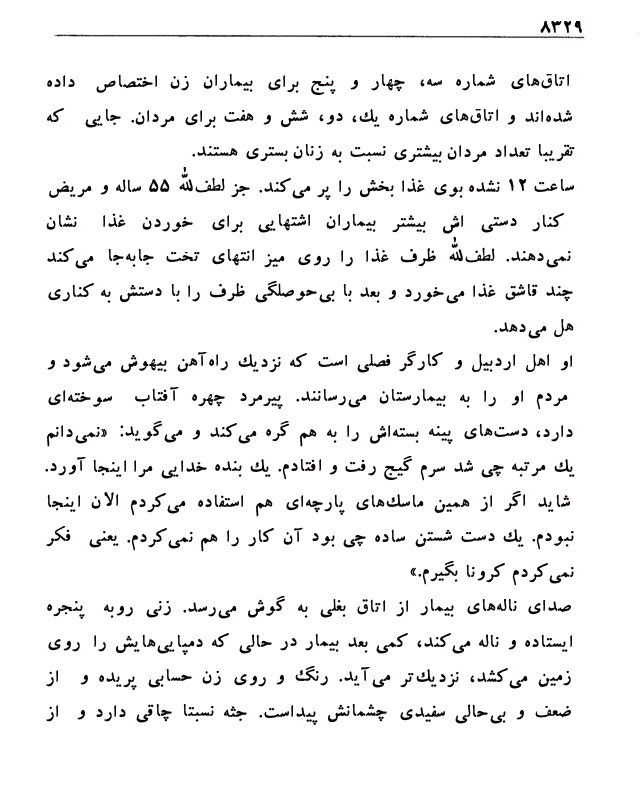 ۸۳۲۹
اتاق‌های شماره سه، چهار و پنج برای بیماران زن اختصاص داده
شده‌اند و اتاق‌های شماره یك، دو، شش و هفت برای مردان. جایی که
تقریبا تعداد مردان بیشتری نسبت به زنان بستری هستند.
ساعت ۱۲ نشده بوی غذا بخش را پر می‌کند. جز لطف‌الله ۵۵ ساله و مریض
کنار دستی اش بیشتر بیماران اشتهایی برای خوردن غذا نشان
نمی‌دهند. لطف‌الله ظرف غذا را روی میز انتهای تخت جابه‌جا می‌کند
چند قاشق غذا می‌خورد و بعد با بی‌حوصلگی ظرف را با دستش به کناری
هل می‌دهد.
او اهل اردبیل و کارگر فصلی است که نزدیك راه‌آهن بیهوش می‌شود و
مردم او را به بیمارستان می‌رسانند. پیرمرد چهره آفتاب سوخته‌ای
دارد، دست‌های پینه بسته‌اش را به هم گره می‌کند و می‌گوید: «نمی‌دانم
یك مرتبه چی شد سرم گیج رفت و افتادم. یك بنده خدایی مرا اینجا آورد.
شاید اگر از همین ماسك‌های پارچه‌ای هم استفاده می‌کردم الان اینجا
نبودم. یك دست شستن ساده چی بود آن کار را هم نمی‌کردم. یعنی فکر
نمی‌کردم کرونا بگیرم.»
صدای ناله‌های بیمار از اتاق بغلی به گوش می‌رسد. زنی روبه پنجره
ایستاده و ناله می‌کند، کمی بعد بیمار در حالی که دمپایی‌هایش را روی
زمین می‌کشد، نزدیك‌تر می‌آید. رنگ و روی زن حسابی پریده و از
ضعف و بی‌حالی سفیدی چشمانش پیداست. جثه نسبتا چاقی دارد و از